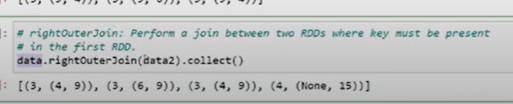 # rightOuterJoin: Perform a join between two RDDs where key must be present
# in the first RDD.
data.rightOuterJoin(data2).collect()
[(3, (4, 9)), (3, (6, 9)), (3, (4, 9)), (4, (None, 15))]